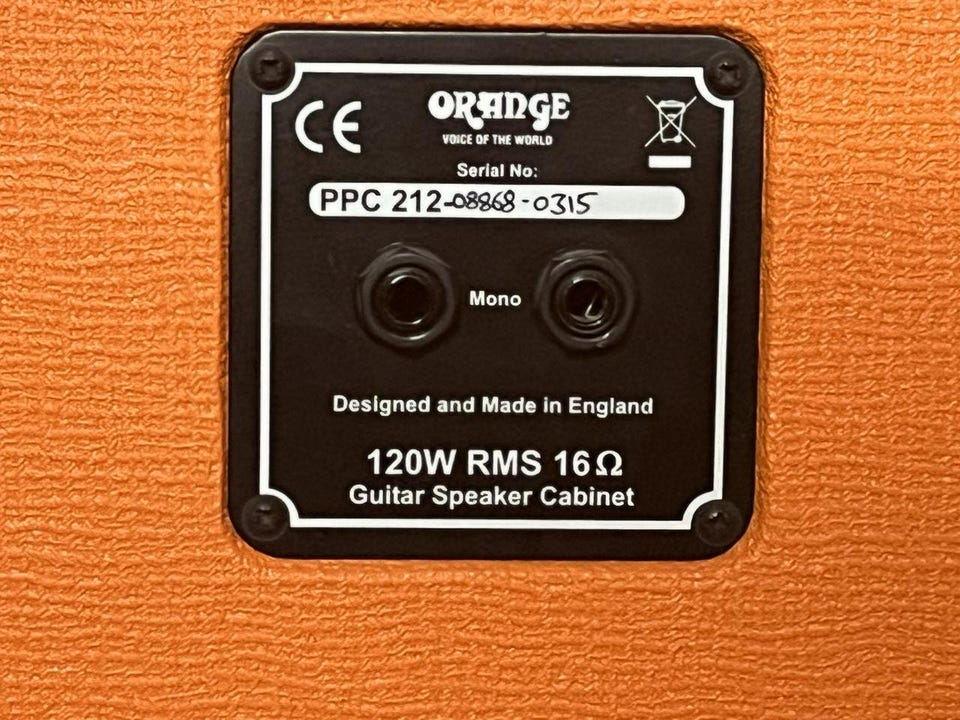 CE
ORANGE
VOICE OF THE WORLD
Serial No:
PPC 212-08868-0315
Mono
Designed and Made in England
120W RMS 16Ω
Guitar Speaker Cabinet